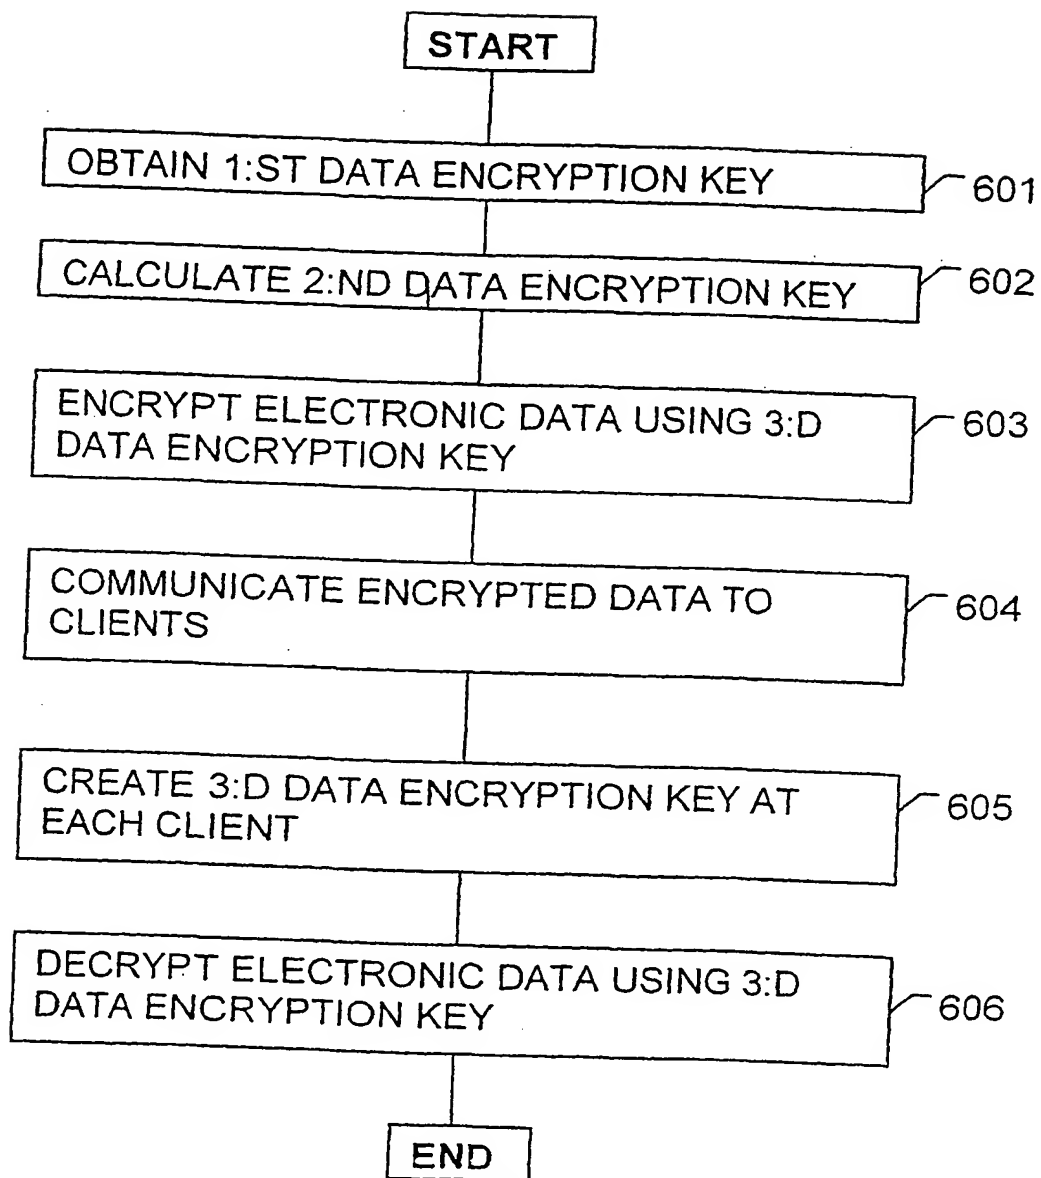 START
OBTAIN 1:ST DATA ENCRYPTION KEY
601
CALCULATE 2:ND DATA ENCRYPTION KEY
602
ENCRYPT ELECTRONIC DATA USING 3:D
DATA ENCRYPTION KEY
603
COMMUNICATE ENCRYPTED DATA TO
CLIENTS
604
CREATE 3:D DATA ENCRYPTION KEY AT
EACH CLIENT
605
DECRYPT ELECTRONIC DATA USING 3:D
DATA ENCRYPTION KEY
606
END